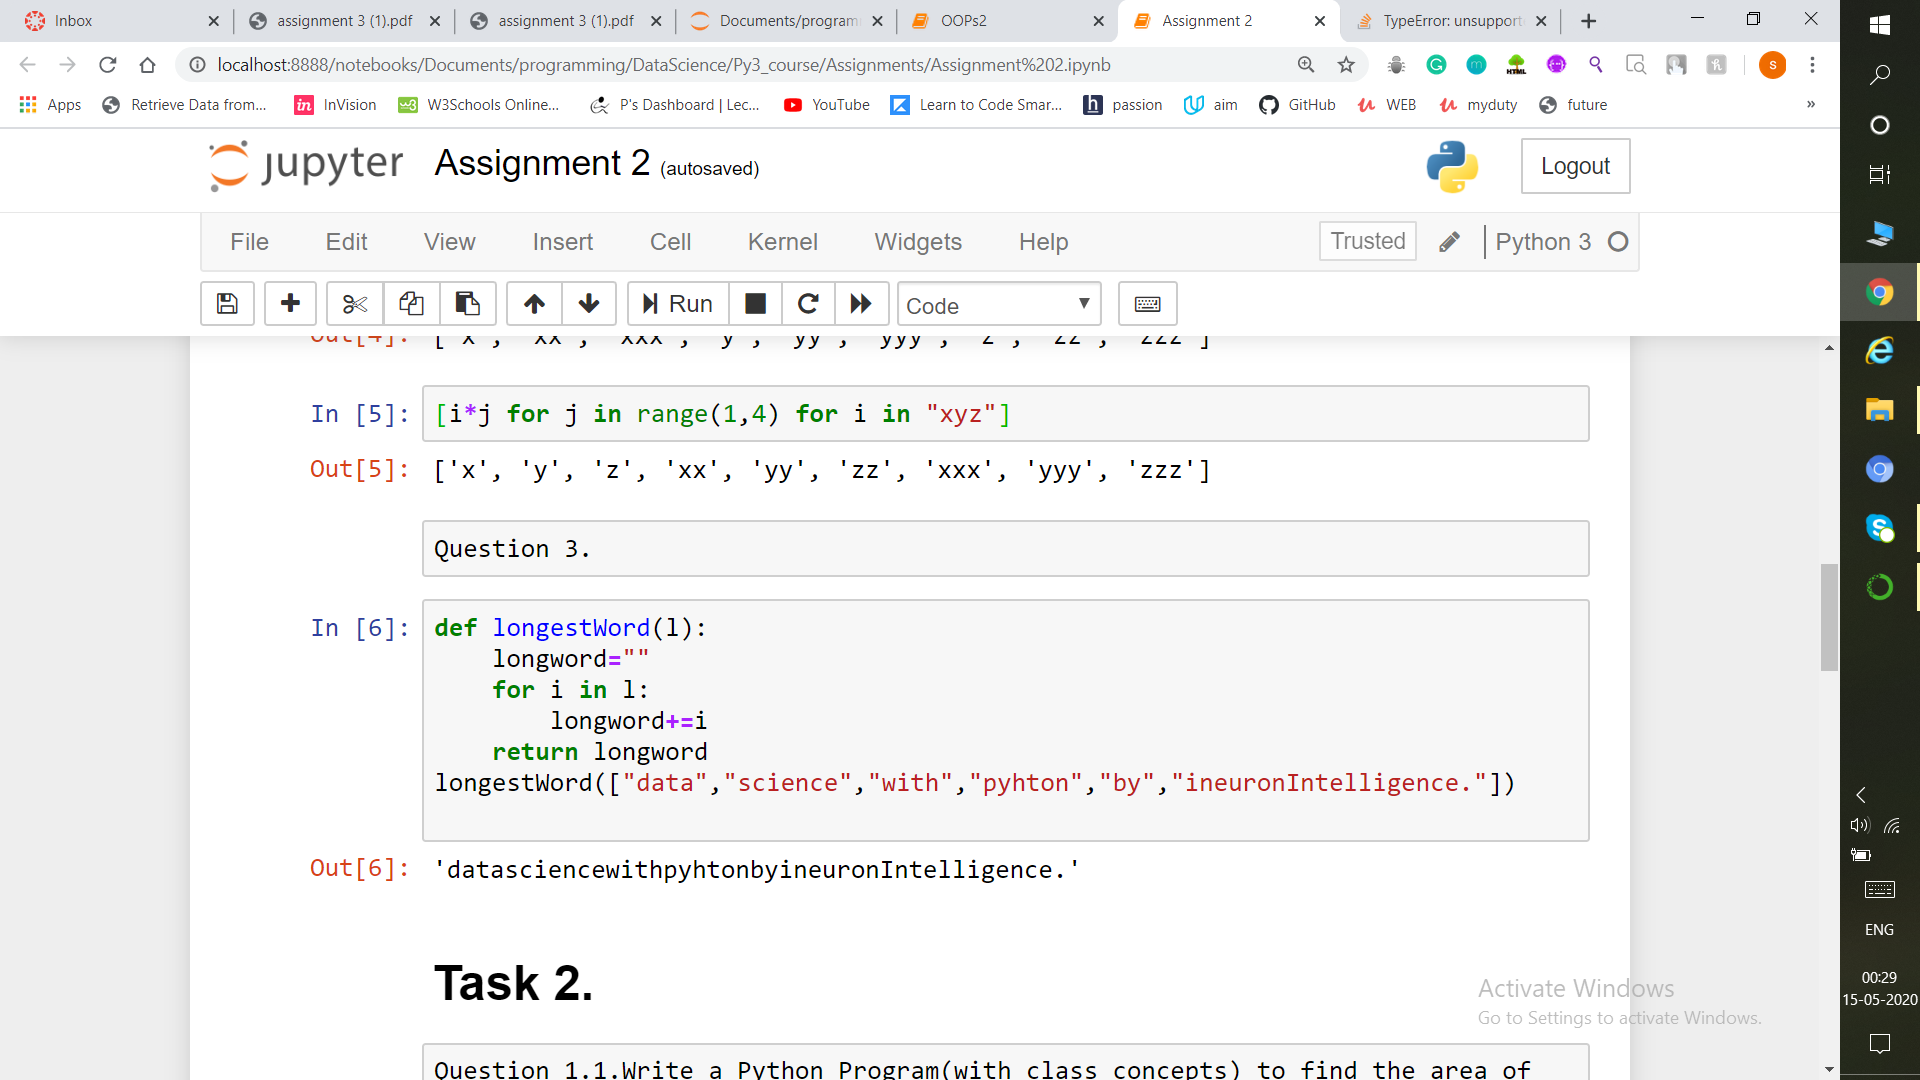 Inbox
assignment 3 (1).pdf
assignment 3 (1).pdf
Documents/program
OOPs2
Assignment 2
TypeError: unsupport
localhost:8888/notebooks/Documents/programming/DataScience/Py3_course/Assignments/Assignment%202.ipynb
Apps
Retrieve Data from...
InVision
W3Schools Online...
P's Dashboard | Lec...
YouTube
Learn to Code Smar...
passion
aim
GitHub
WEB
myduty
future
»
jupyter Assignment 2 (autosaved)
Logout
File Edit View Insert Cell Kernel Widgets Help
Trusted
Python 3
Run
Code
Out[4]: ['x', 'xx', 'xxx', 'y', 'yy', 'yyy', 'z', 'zz', 'zzz']
In [5]: [i*j for j in range(1,4) for i in "xyz"]
Out[5]: ['x', 'y', 'z', 'xx', 'yy', 'zz', 'xxx', 'yyy', 'zzz']
Question 3.
In [6]: def longestWord(l):
longword=""
for i in l:
longword+=i
return longword
longestWord(["data","science","with","pyhton","by","ineuronIntelligence."])
Out[6]: 'datasciencewithpyhtonbyineuronIntelligence.'
Task 2.
Question 1.1.Write a Python Program(with class concepts) to find the area of
Activate Windows
Go to Settings to activate Windows.
ENG
00:29
15-05-2020